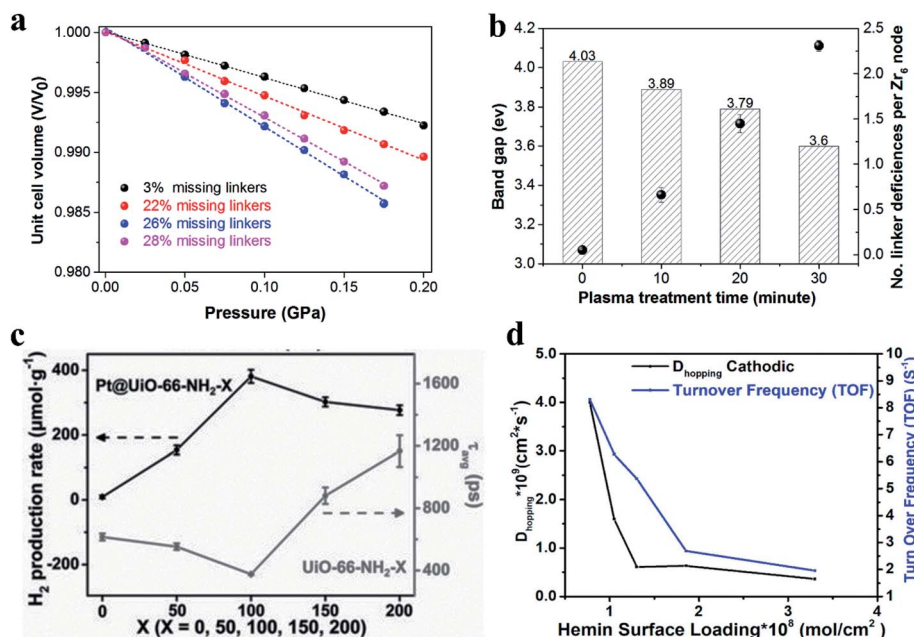 a
Unit cell volume (V/V0)
1.000
0.995
0.990
0.985
0.980
3% missing linkers
22% missing linkers
26% missing linkers
28% missing linkers
0.00 0.05 0.10 0.15 0.20
Pressure (GPa)
b
Band gap (ev)
4.2
4.0
3.8
3.6
3.4
3.2
3.0
4.03
3.89
3.79
3.6
0 10 20 30
Plasma treatment time (minute)
2.5
2.0
1.5
1.0
0.5
0.0
No. linker deficiences per Zr6 node
c
H2 production rate (μmol·g-1)
400
200
0
-200
Pt@UiO-66-NH2-X
UiO-66-NH2-X
1600
1200
800
400
τavg (ps)
0 50 100 150 200
X (X = 0, 50, 100, 150, 200)
d
Dhopping*10^9(cm2*s-1)
5.0
4.0
3.0
2.0
1.0
0.0
Dhopping Cathodic
Turnover Frequency (TOF)
10
9
8
7
6
5
4
3
2
1
Turn Over Frequency (TOF) (S-1)
1 2 3
Hemin Surface Loading*10^8 (mol/cm2)